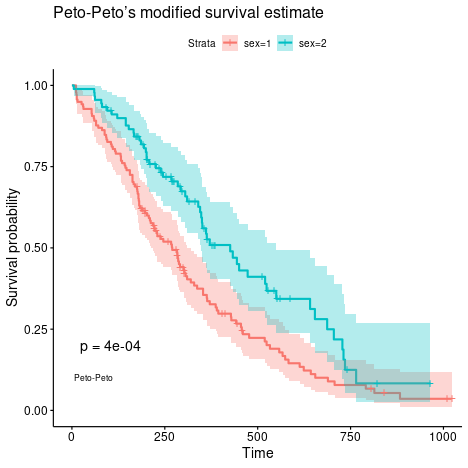 Peto-Peto's modified survival estimate
Strata sex=1 sex=2
1.00
0.75
0.50
0.25
0.00
Survival probability
p = 4e-04
Peto-Peto
0 250 500 750 1000
Time